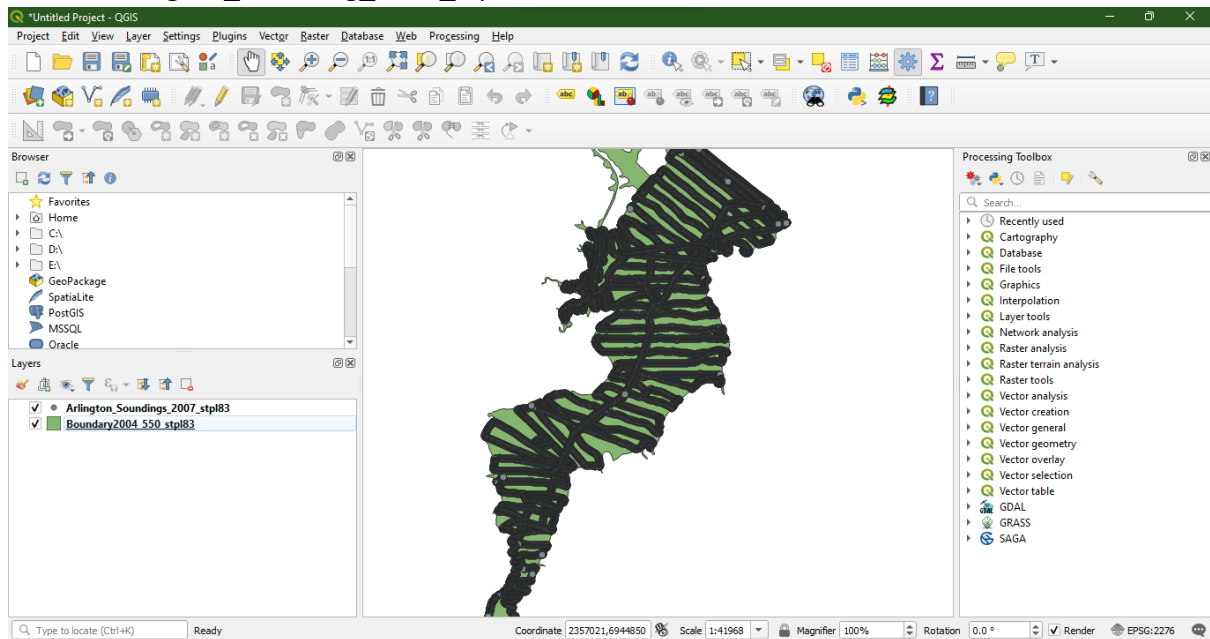 *Untitled Project - QGIS
Project Edit View Layer Settings Plugins Vector Raster Database Web Processing Help
Browser
Favorites
Home
C:\
D:\
E:\
GeoPackage
SpatiaLite
PostGIS
MSSQL
Oracle
Layers
Arlington_Soundings_2007_stpl83
Boundary2004_550_stpl83
Processing Toolbox
Search...
Recently used
Cartography
Database
File tools
Graphics
Interpolation
Layer tools
Network analysis
Raster analysis
Raster terrain analysis
Raster tools
Vector analysis
Vector creation
Vector general
Vector geometry
Vector overlay
Vector selection
Vector table
GDAL
GRASS
SAGA
Type to locate (Ctrl+K) Ready Coordinate 2357021,6944850 Scale 1:41968 Magnifier 100% Rotation 0.0 ° Render EPSG:2276